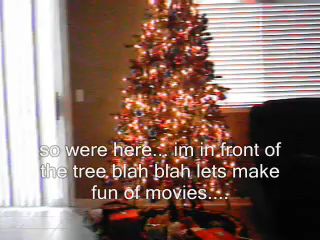 so were here... im in front of
the tree blah blah lets make
fun of movies....